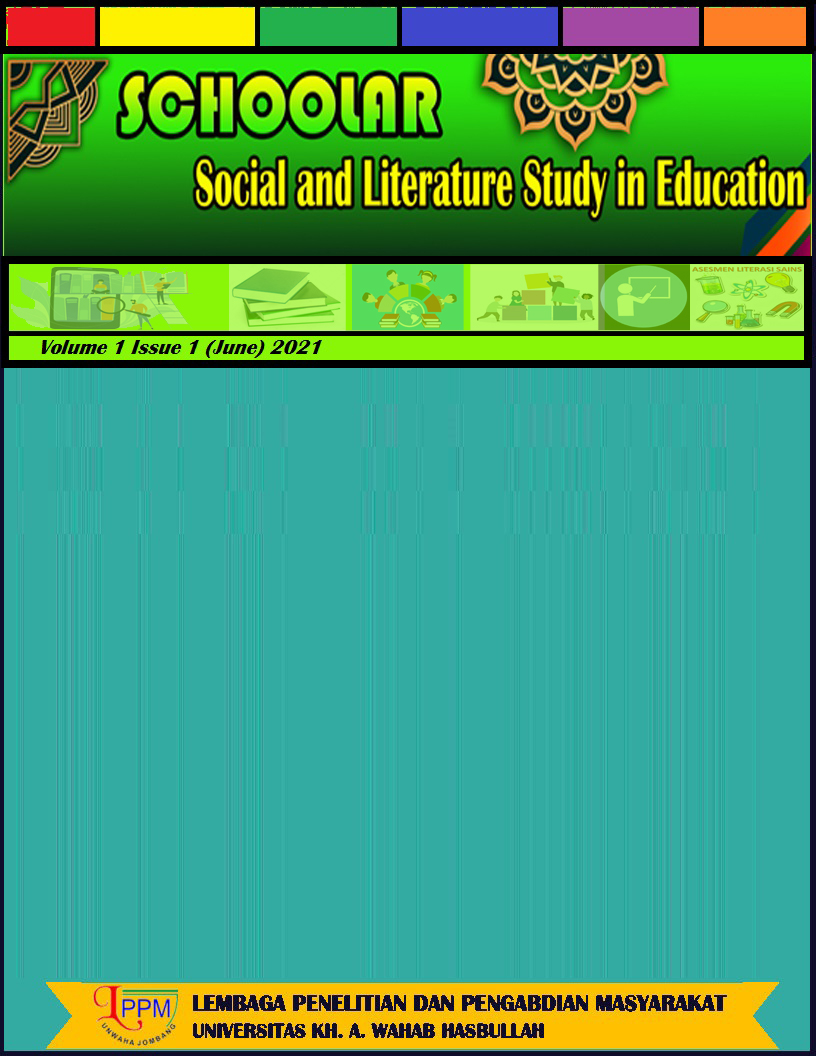 SCHOOLAR
Social and Literature Study in Education
ASESMEN LITERASI SAINS
Volume 1 Issue 1 (June) 2021
LPPM
UNWAHA JOMBANG
LEMBAGA PENELITIAN DAN PENGABDIAN MASYARAKAT
UNIVERSITAS KH. A. WAHAB HASBULLAH